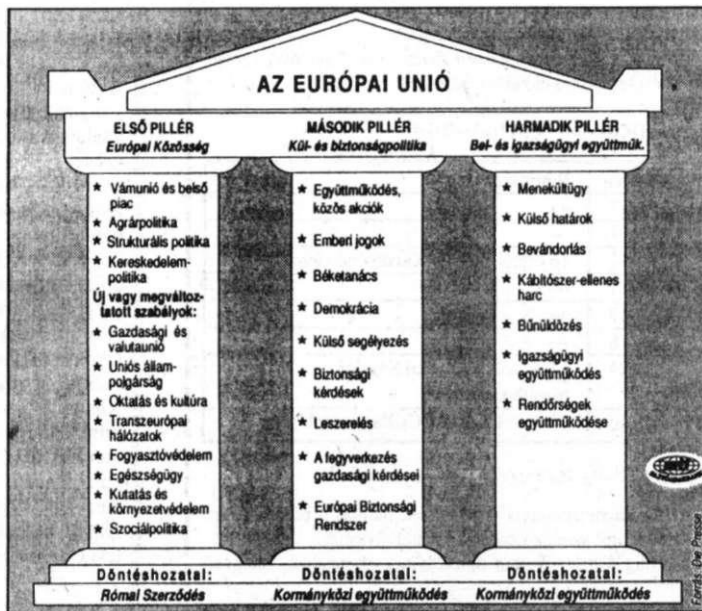 AZ EURÓPAI UNIÓ
ELSŐ PILLÉR
Európai Közösség
★ Vámunió és belső
piac
★ Agrárpolitika
★ Strukturális politika
★ Kereskedelem-
politika
Új vagy megváltoz-
tatott szabályok:
★ Gazdasági és
valutaunió
★ Uniós állam-
polgárság
★ Oktatás és kultúra
★ Transzeurópai
hálózatok
★ Fogyasztóvédelem
★ Egészségügy
★ Kutatás és
környezetvédelem
★ Szociálpolitika
Döntéshozatal:
Római Szerződés
MÁSODIK PILLÉR
Kül- és biztonságpolitika
★ Együttműködés,
közös akciók
★ Emberi jogok
★ Béketanács
★ Demokrácia
★ Külső segélyezés
★ Biztonsági
kérdések
★ Leszerelés
★ A fegyverkezés
gazdasági kérdései
★ Európai Biztonsági
Rendszer
Döntéshozatal:
Kormányközi együttműködés
HARMADIK PILLÉR
Bel- és igazságügyi együttműk.
★ Menekültügy
★ Külső határok
★ Bevándorlás
★ Kábítószer-ellenes
harc
★ Bűnüldözés
★ Igazságügyi
együttműködés
★ Rendőrségek
együttműködése
Döntéshozatal:
Kormányközi együttműködés
Forrás: Die Presse